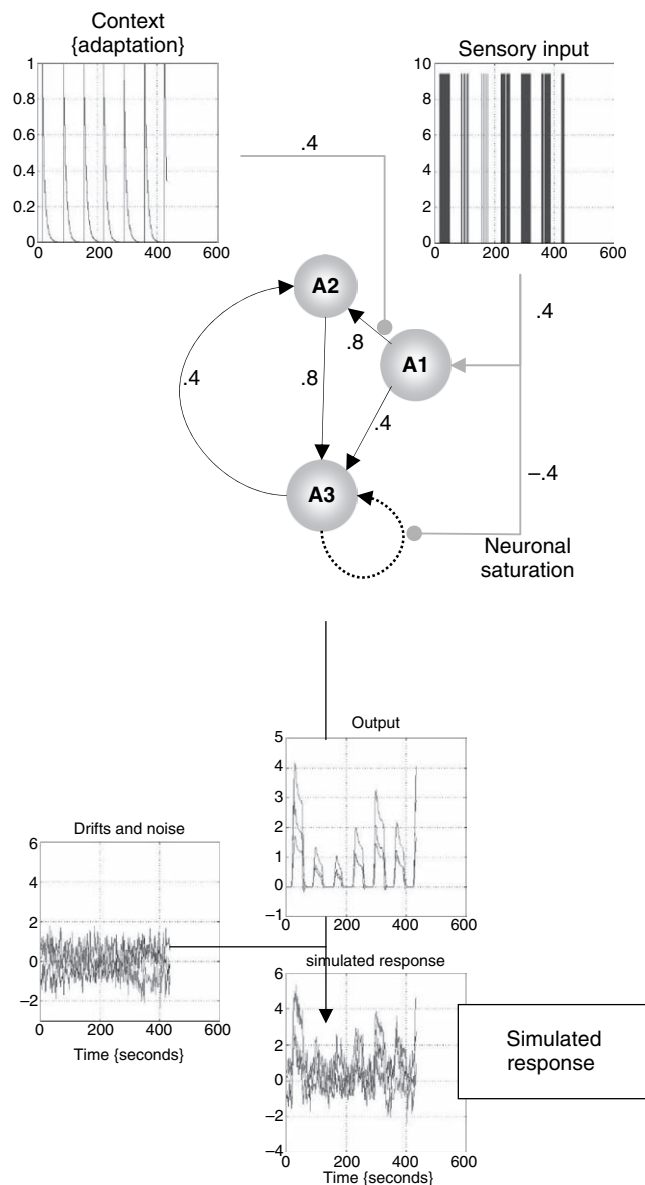 Context
{adaptation}
1
0.8
0.6
0.4
0.2
0
0 200 400 600
Sensory input
10
8
6
4
2
0
0 200 400 600
.4
A2
.8
A1
.4
.4
.8
.4
–.4
A3
Neuronal
saturation
Output
5
4
3
2
1
0
–1
0 200 400 600
Drifts and noise
6
4
2
0
–2
0 200 400 600
Time {seconds}
simulated response
6
4
2
0
–2
–4
0 200 400 600
Time {seconds}
Simulated
response